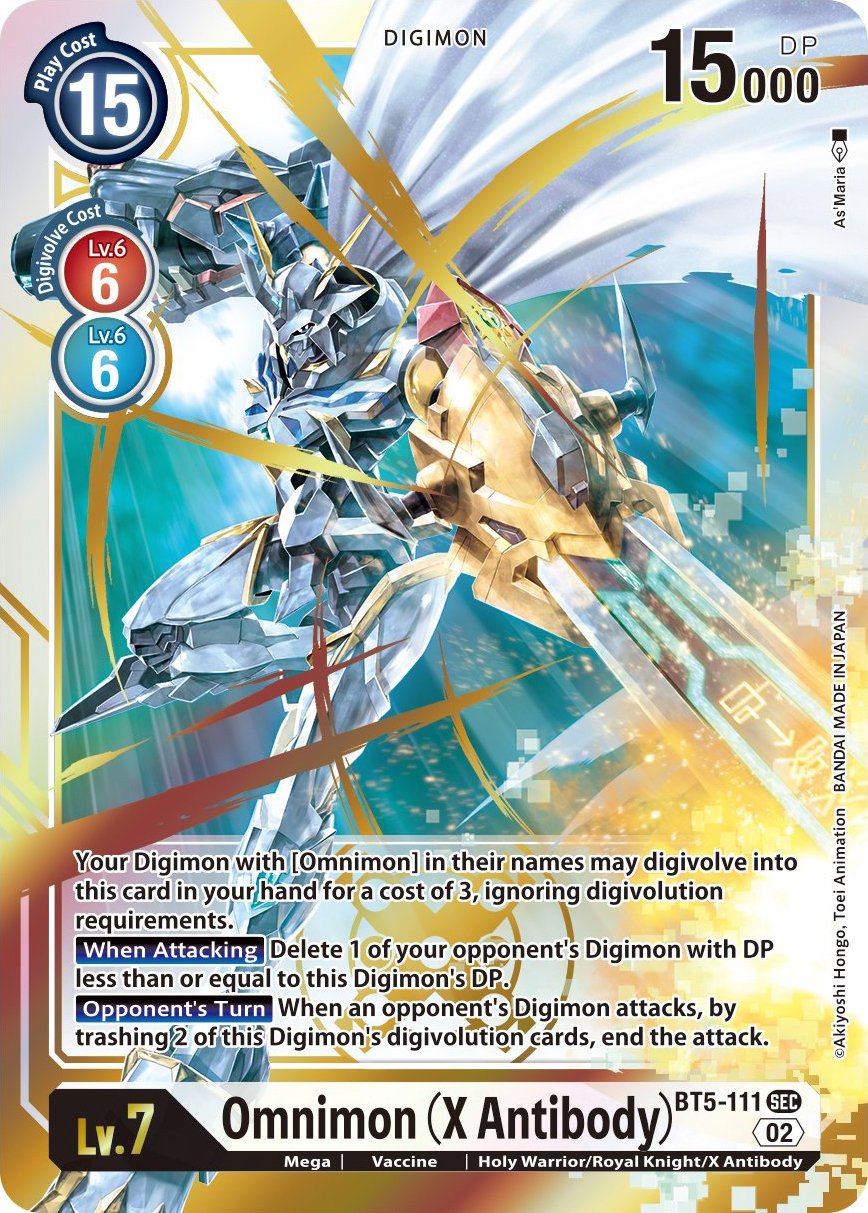 DIGIMON
Play Cost
15
15000
DP
Digivolve Cost
Lv.6
6
Lv.6
6
As'Maria
Your Digimon with [Omnimon] in their names may digivolve into
this card in your hand for a cost of 3, ignoring digivolution
requirements.
When Attacking Delete 1 of your opponent's Digimon with DP
less than or equal to this Digimon's DP.
Opponent's Turn When an opponent's Digimon attacks, by
trashing 2 of this Digimon's digivolution cards, end the attack.
©Akiyoshi Hongo, Toei Animation BANDAI MADE IN JAPAN
Lv.7
Omnimon (X Antibody)
BT5-111 SEC
02
Mega | Vaccine | Holy Warrior/Royal Knight/X Antibody